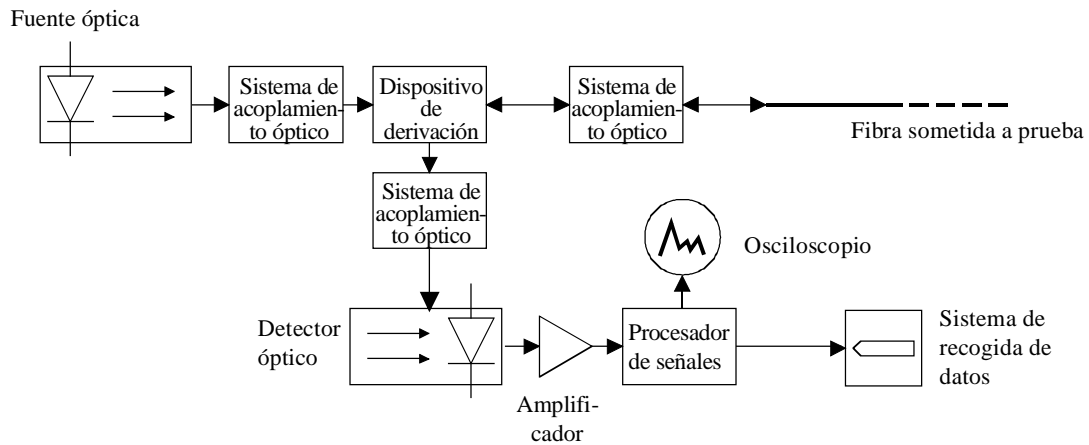 Fuente óptica
Sistema de
acoplamien-
to óptico
Dispositivo
de
derivación
Sistema de
acoplamien-
to óptico
Fibra sometida a prueba
Sistema de
acoplamien-
to óptico
Osciloscopio
Detector
óptico
Amplifi-
cador
Procesador
de señales
Sistema de
recogida de
datos